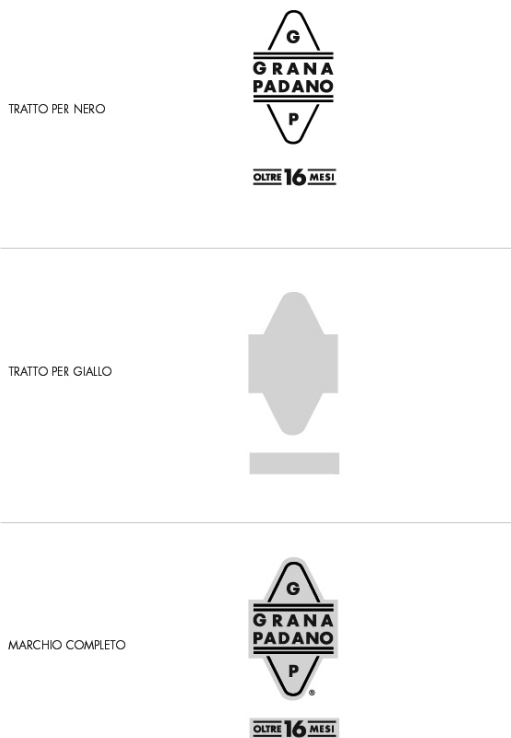 G
GRANA
PADANO
TRATTO PER NERO
P
OLTRE 16 MESI
TRATTO PER GIALLO
G
GRANA
PADANO
MARCHIO COMPLETO
P
®
OLTRE 16 MESI